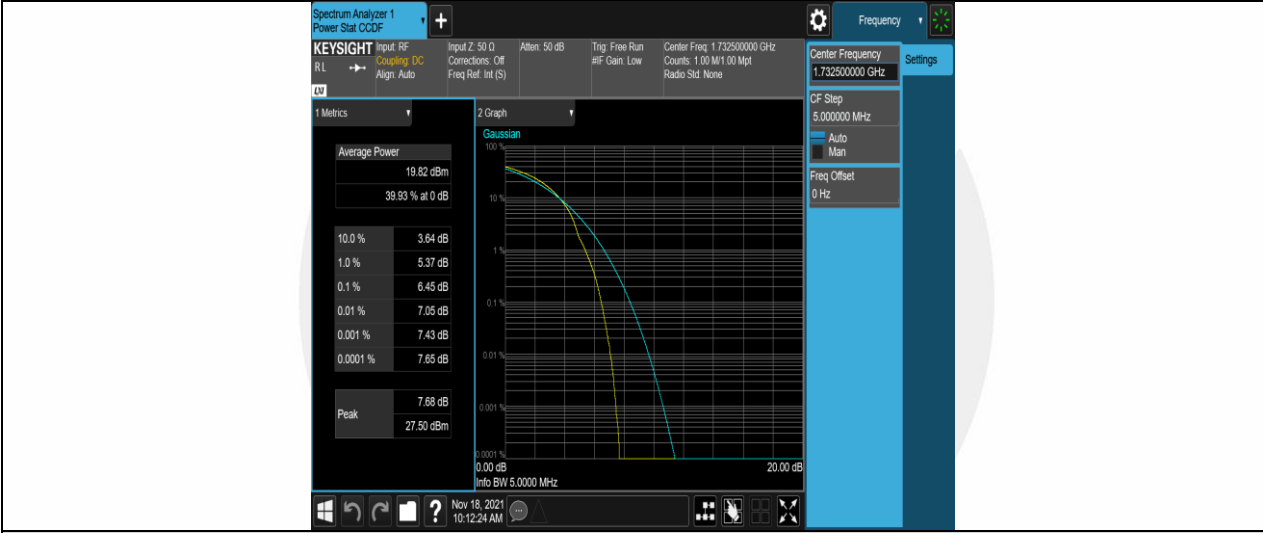 Spectrum Analyzer 1
Power Stat CCDF
+
Frequency
KEYSIGHT
R L
LXI
Input: RF
Coupling: DC
Align: Auto
Input Z: 50 Ω
Corrections: Off
Freq Ref: Int (S)
Atten: 50 dB
Trig: Free Run
#IF Gain: Low
Center Freq: 1.732500000 GHz
Counts: 1.00 M/1.00 Mpt
Radio Std: None
Center Frequency
1.732500000 GHz
Settings
CF Step
5.000000 MHz
Auto
Man
Freq Offset
0 Hz
1 Metrics
Average Power
19.82 dBm
39.93 % at 0 dB
10.0 % 3.64 dB
1.0 % 5.37 dB
0.1 % 6.45 dB
0.01 % 7.05 dB
0.001 % 7.43 dB
0.0001 % 7.65 dB
Peak
7.68 dB
27.50 dBm
2 Graph
Gaussian
100 %
10 %
1 %
0.1 %
0.01 %
0.001 %
0.0001 %
0.00 dB 20.00 dB
Info BW 5.0000 MHz
?
Nov 18, 2021
10:12:24 AM